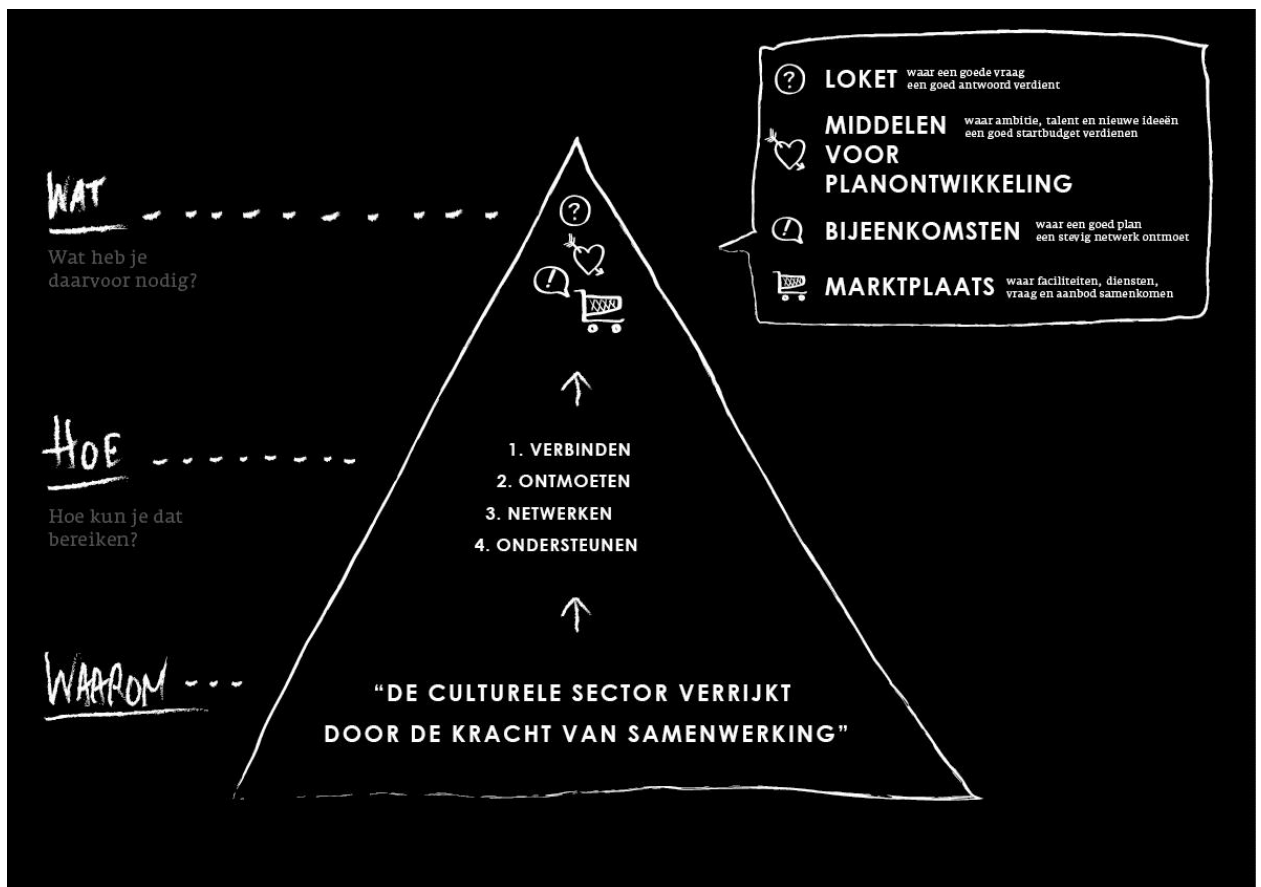 WAT
Wat heb je
daarvoor nodig?
HOE
Hoe kun je dat
bereiken?
WAAROM
1. VERBINDEN
2. ONTMOETEN
3. NETWERKEN
4. ONDERSTEUNEN
“DE CULTURELE SECTOR VERRIJKT
DOOR DE KRACHT VAN SAMENWERKING”
LOKET
waar een goede vraag
een goed antwoord verdient
MIDDELEN
VOOR
PLANONTWIKKELING
waar ambitie, talent en nieuwe ideeën
een goed startbudget verdienen
BIJEENKOMSTEN
waar een goed plan
een stevig netwerk ontmoet
MARKTPLAATS
waar faciliteiten, diensten,
vraag en aanbod samenkomen